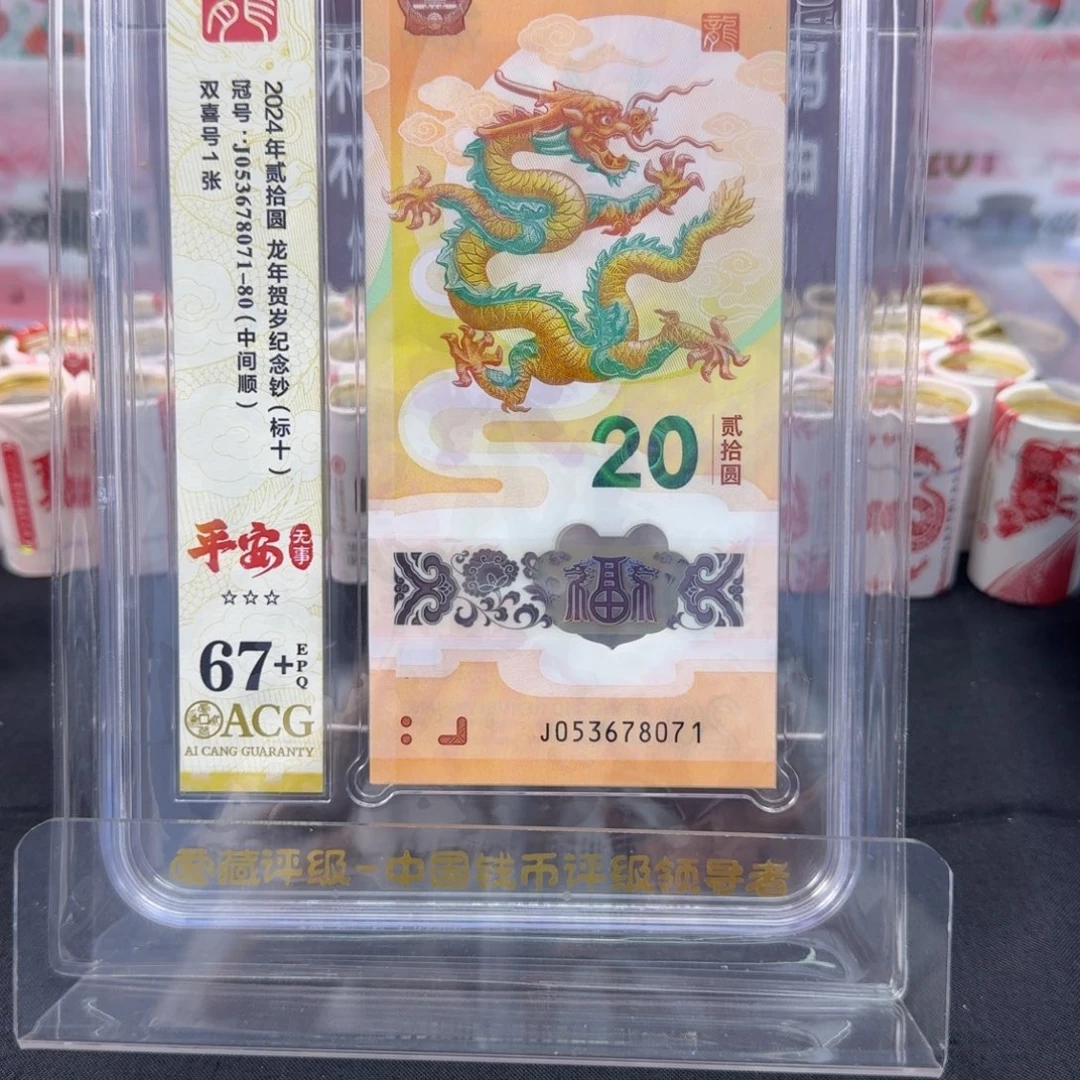 龍
2024年贰拾圆 龙年贺岁纪念钞(标十)
冠号:J053678071-80(中间顺)
双喜号1张
平安
无事
☆☆☆
67+
EPQ
ACG
AI CANG GUARANTY
龍
20
贰拾圆
福
J053678071
爱藏评级-中国钱币评级领导者